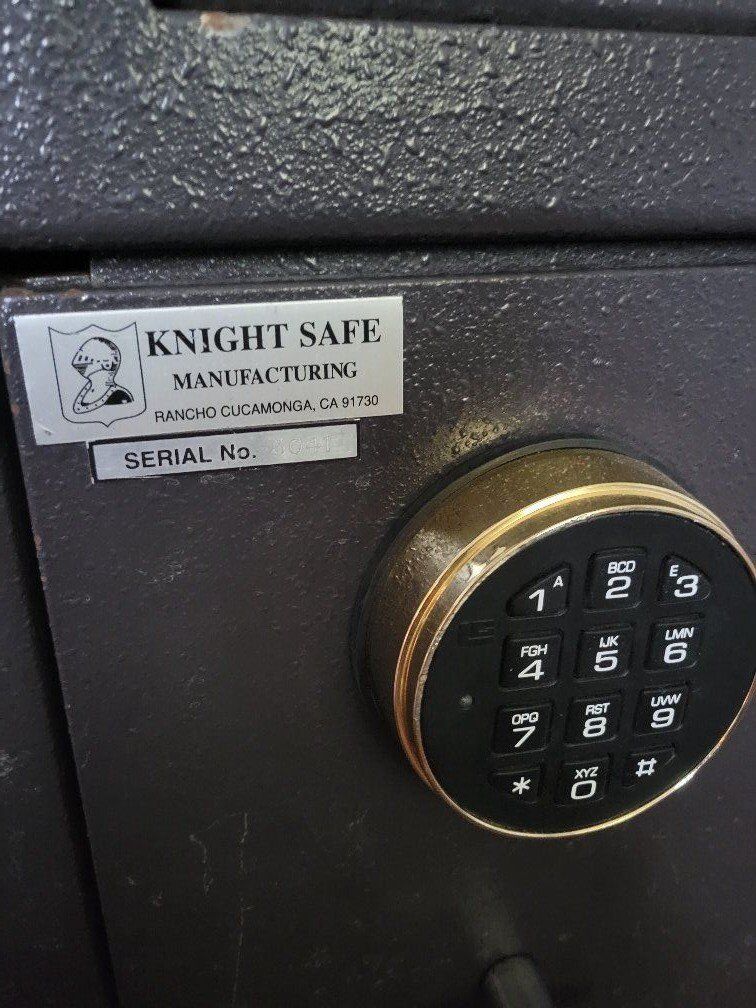 KNIGHT SAFE
MANUFACTURING
RANCHO CUCAMONGA, CA 91730
SERIAL No.
1 A
BCD
2
E
3
FGH
4
IJK
5
LMN
6
OPQ
7
RST
8
UVW
9
*
XYZ
0
#